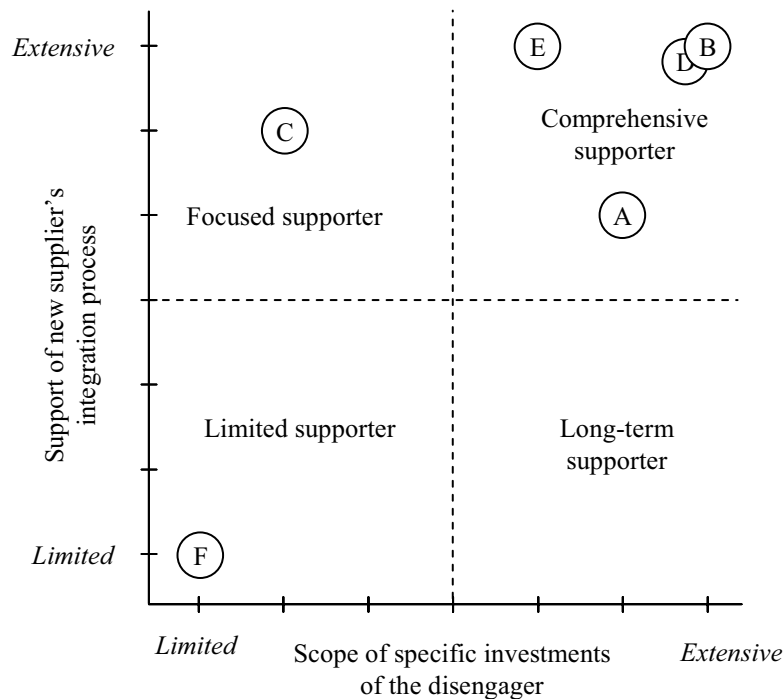 Extensive
E
D
B
C
Comprehensive
supporter
Focused supporter
A
Support of new supplier's
integration process
Limited supporter
Long-term
supporter
Limited
F
Limited
Scope of specific investments
of the disengager
Extensive